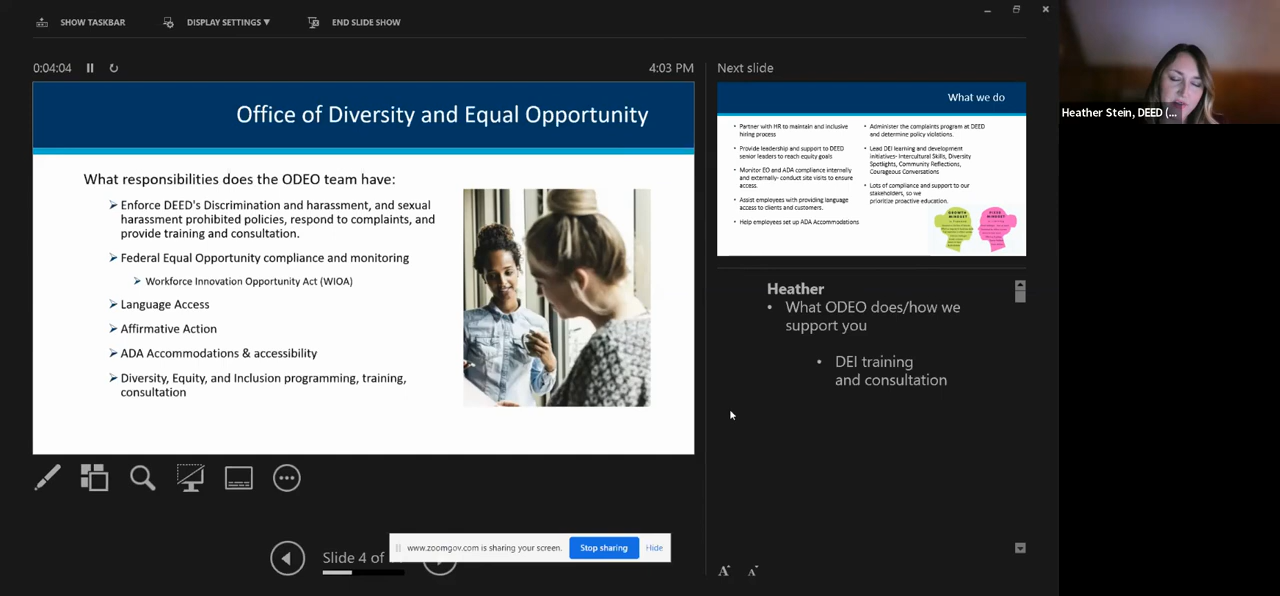 SHOW TASKBAR
DISPLAY SETTINGS ▼
END SLIDE SHOW
0:04:04
4:03 PM
Office of Diversity and Equal Opportunity
What responsibilities does the ODEO team have:
➢ Enforce DEED's Discrimination and harassment, and sexual
harassment prohibited policies, respond to complaints, and
provide training and consultation.
➢ Federal Equal Opportunity compliance and monitoring
➢ Workforce Innovation Opportunity Act (WIOA)
➢ Language Access
➢ Affirmative Action
➢ ADA Accommodations & accessibility
➢ Diversity, Equity, and Inclusion programming, training,
consultation
Slide 4 of
www.zoomgov.com is sharing your screen.
Stop sharing
Hide
Next slide
What we do
• Partner with HR to maintain and inclusive
hiring process
• Provide leadership and support to DEED
senior leaders to reach equity goals
• Monitor EO and ADA compliance internally
and externally- conduct site visits to ensure
access.
• Assist employees with providing language
access to clients and customers.
• Help employees set up ADA Accommodations
• Administer the complaints program at DEED
and determine policy violations.
• Lead DEI learning and development
initiatives- Intercultural Skills, Diversity
Spotlights, Community Reflections,
Courageous Conversations
• Lots of compliance and support to our
stakeholders, so we
prioritize proactive education.
GROWTH
MINDSET
FIXED
MINDSET
Heather
• What ODEO does/how we
support you
• DEI training
and consultation
A
A
Heather Stein, DEED (...